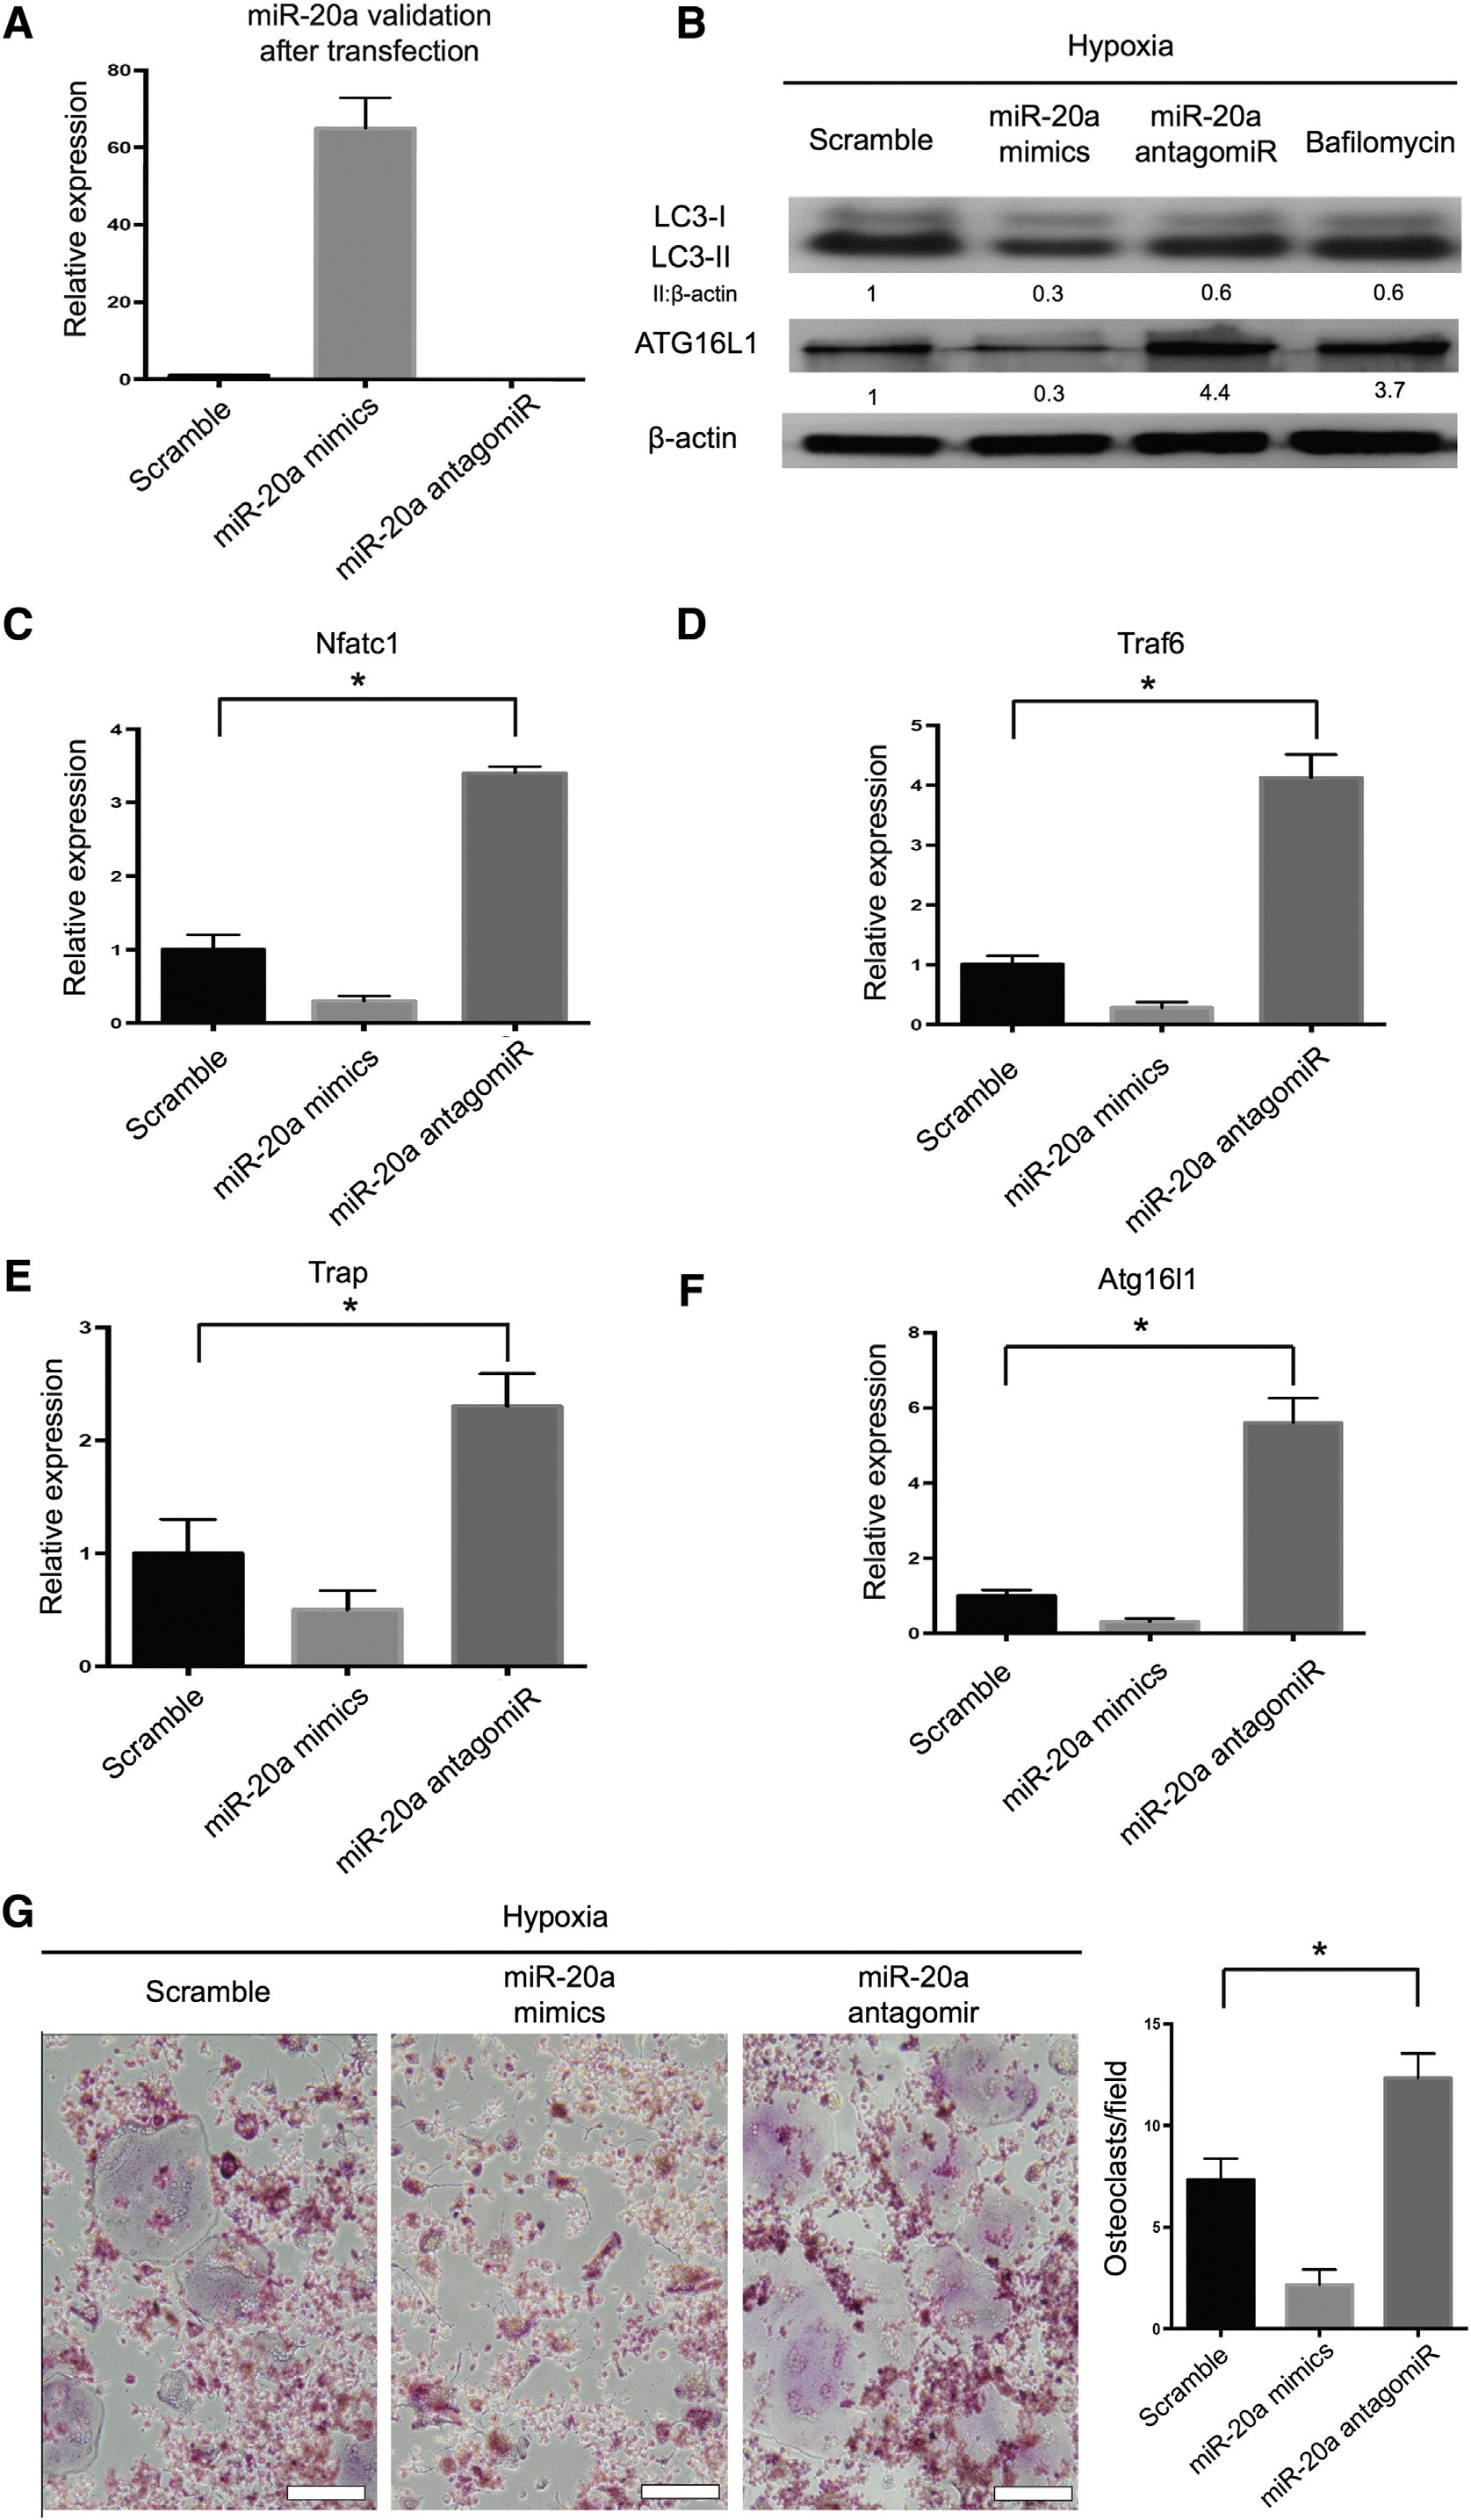 A
miR-20a validation
after transfection
Relative expression
80
60
40
20
0
Scramble
miR-20a mimics
miR-20a antagomiR
B
Hypoxia
Scramble
miR-20a
mimics
miR-20a
antagomiR
Bafilomycin
LC3-I
LC3-II
II:β-actin
1
0.3
0.6
0.6
ATG16L1
1
0.3
4.4
3.7
β-actin
C
Nfatc1
*
Relative expression
4
3
2
1
0
Scramble
miR-20a mimics
miR-20a antagomiR
D
Traf6
*
Relative expression
5
4
3
2
1
0
Scramble
miR-20a mimics
miR-20a antagomiR
E
Trap
*
Relative expression
3
2
1
0
Scramble
miR-20a mimics
miR-20a antagomiR
F
Atg16l1
*
Relative expression
8
6
4
2
0
Scramble
miR-20a mimics
miR-20a antagomiR
G
Hypoxia
Scramble
miR-20a
mimics
miR-20a
antagomir
*
Osteoclasts/field
15
10
5
0
Scramble
miR-20a mimics
miR-20a antagomiR